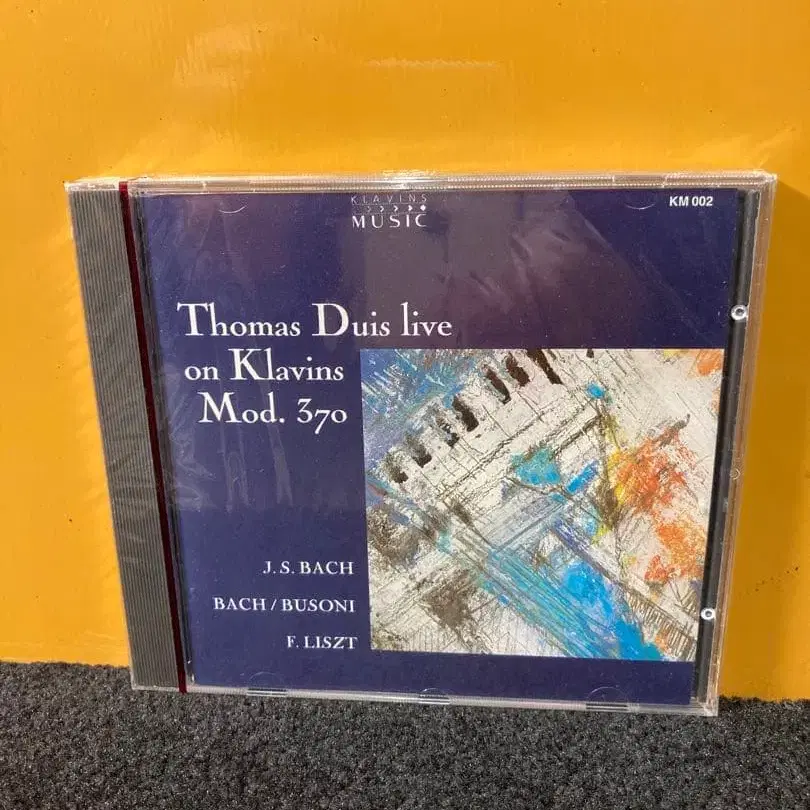 KLAVINS
MUSIC
KM 002
Thomas Duis live
on Klavins
Mod. 370
J. S. BACH
BACH / BUSONI
F. LISZT